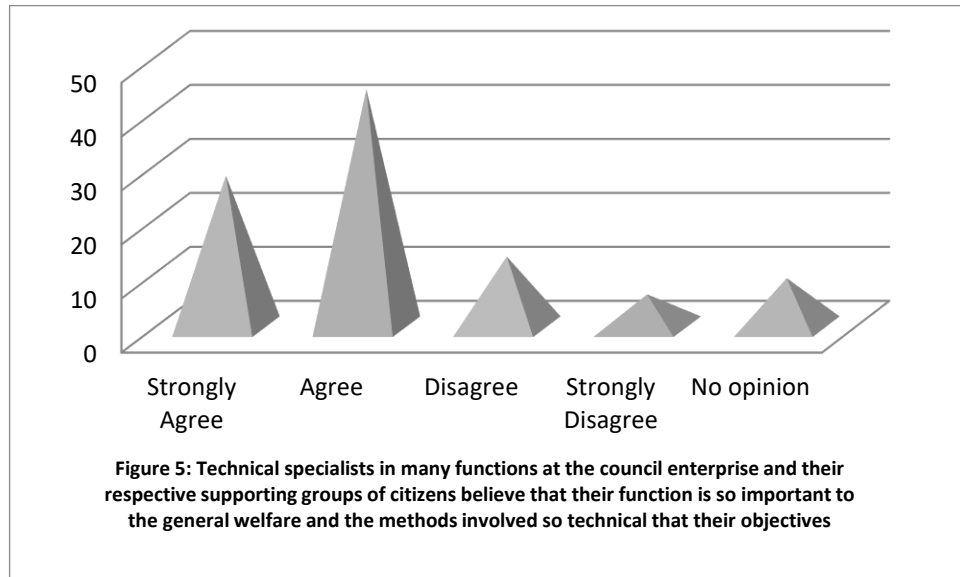 50
40
30
20
10
0
Strongly Agree
Agree
Disagree
Strongly Disagree
No opinion
Figure 5: Technical specialists in many functions at the council enterprise and their
respective supporting groups of citizens believe that their function is so important to
the general welfare and the methods involved so technical that their objectives